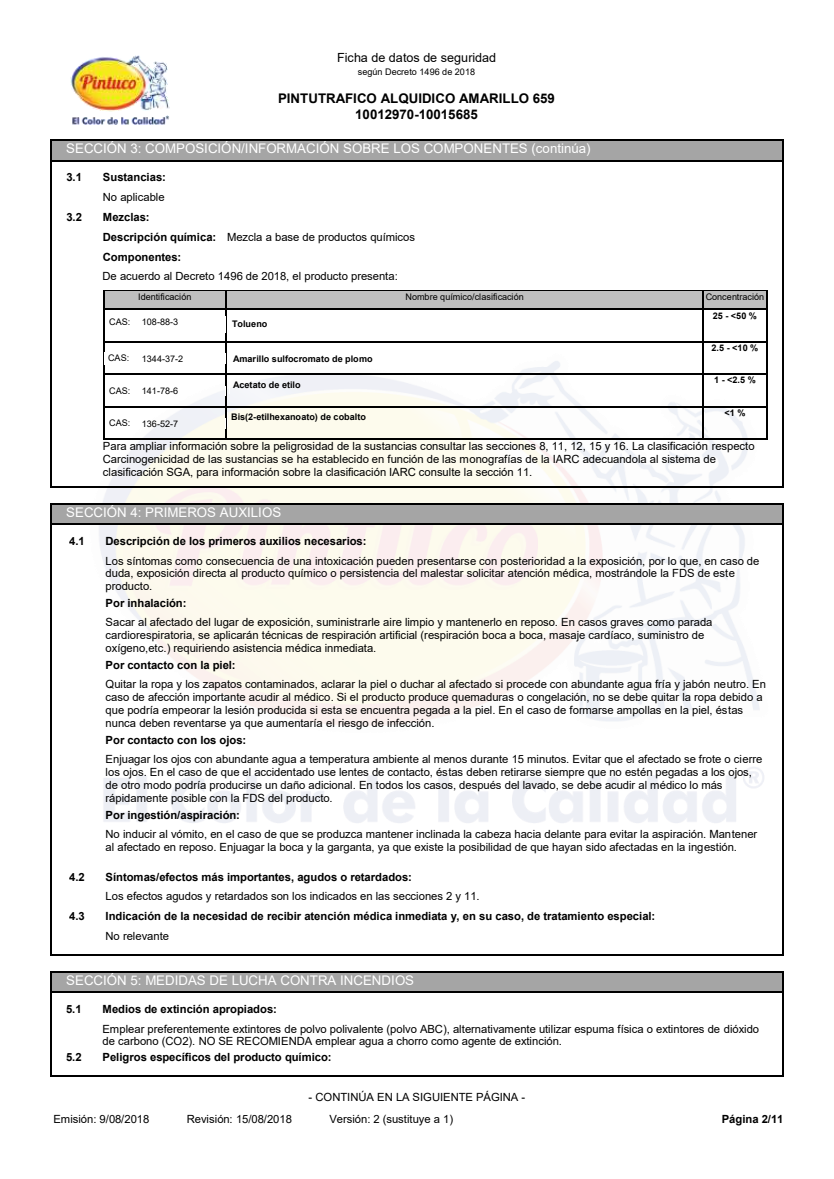 Pintuco
El Color de la Calidad®
Ficha de datos de seguridad
según Decreto 1496 de 2018
PINTUTRAFICO ALQUIDICO AMARILLO 659
10012970-10015685
SECCIÓN 3: COMPOSICIÓN/INFORMACIÓN SOBRE LOS COMPONENTES (continúa)
3.1 Sustancias:
No aplicable
3.2 Mezclas:
Descripción química: Mezcla a base de productos químicos
Componentes:
De acuerdo al Decreto 1496 de 2018, el producto presenta:
Identificación Nombre químico/clasificación Concentración
CAS: 108-88-3 Tolueno 25 - <50 %
CAS: 1344-37-2 Amarillo sulfocromato de plomo 2.5 - <10 %
CAS: 141-78-6 Acetato de etilo 1 - <2.5 %
CAS: 136-52-7 Bis(2-etilhexanoato) de cobalto <1 %
Para ampliar información sobre la peligrosidad de la sustancias consultar las secciones 8, 11, 12, 15 y 16. La clasificación respecto
Carcinogenicidad de las sustancias se ha establecido en función de las monografías de la IARC adecuandola al sistema de
clasificación SGA, para información sobre la clasificación IARC consulte la sección 11.
SECCIÓN 4: PRIMEROS AUXILIOS
4.1 Descripción de los primeros auxilios necesarios:
Los síntomas como consecuencia de una intoxicación pueden presentarse con posterioridad a la exposición, por lo que, en caso de
duda, exposición directa al producto químico o persistencia del malestar solicitar atención médica, mostrándole la FDS de este
producto.
Por inhalación:
Sacar al afectado del lugar de exposición, suministrarle aire limpio y mantenerlo en reposo. En casos graves como parada
cardiorespiratoria, se aplicarán técnicas de respiración artificial (respiración boca a boca, masaje cardíaco, suministro de
oxígeno,etc.) requiriendo asistencia médica inmediata.
Por contacto con la piel:
Quitar la ropa y los zapatos contaminados, aclarar la piel o duchar al afectado si procede con abundante agua fría y jabón neutro. En
caso de afección importante acudir al médico. Si el producto produce quemaduras o congelación, no se debe quitar la ropa debido a
que podría empeorar la lesión producida si esta se encuentra pegada a la piel. En el caso de formarse ampollas en la piel, éstas
nunca deben reventarse ya que aumentaría el riesgo de infección.
Por contacto con los ojos:
Enjuagar los ojos con abundante agua a temperatura ambiente al menos durante 15 minutos. Evitar que el afectado se frote o cierre
los ojos. En el caso de que el accidentado use lentes de contacto, éstas deben retirarse siempre que no estén pegadas a los ojos,
de otro modo podría producirse un daño adicional. En todos los casos, después del lavado, se debe acudir al médico lo más
rápidamente posible con la FDS del producto.
Por ingestión/aspiración:
No inducir al vómito, en el caso de que se produzca mantener inclinada la cabeza hacia delante para evitar la aspiración. Mantener
al afectado en reposo. Enjuagar la boca y la garganta, ya que existe la posibilidad de que hayan sido afectadas en la ingestión.
4.2 Síntomas/efectos más importantes, agudos o retardados:
Los efectos agudos y retardados son los indicados en las secciones 2 y 11.
4.3 Indicación de la necesidad de recibir atención médica inmediata y, en su caso, de tratamiento especial:
No relevante
SECCIÓN 5: MEDIDAS DE LUCHA CONTRA INCENDIOS
5.1 Medios de extinción apropiados:
Emplear preferentemente extintores de polvo polivalente (polvo ABC), alternativamente utilizar espuma física o extintores de dióxido
de carbono (CO2). NO SE RECOMIENDA emplear agua a chorro como agente de extinción.
5.2 Peligros específicos del producto químico:
- CONTINÚA EN LA SIGUIENTE PÁGINA -
Emisión: 9/08/2018 Revisión: 15/08/2018 Versión: 2 (sustituye a 1) Página 2/11
Pintuco
El Color de la Calidad®